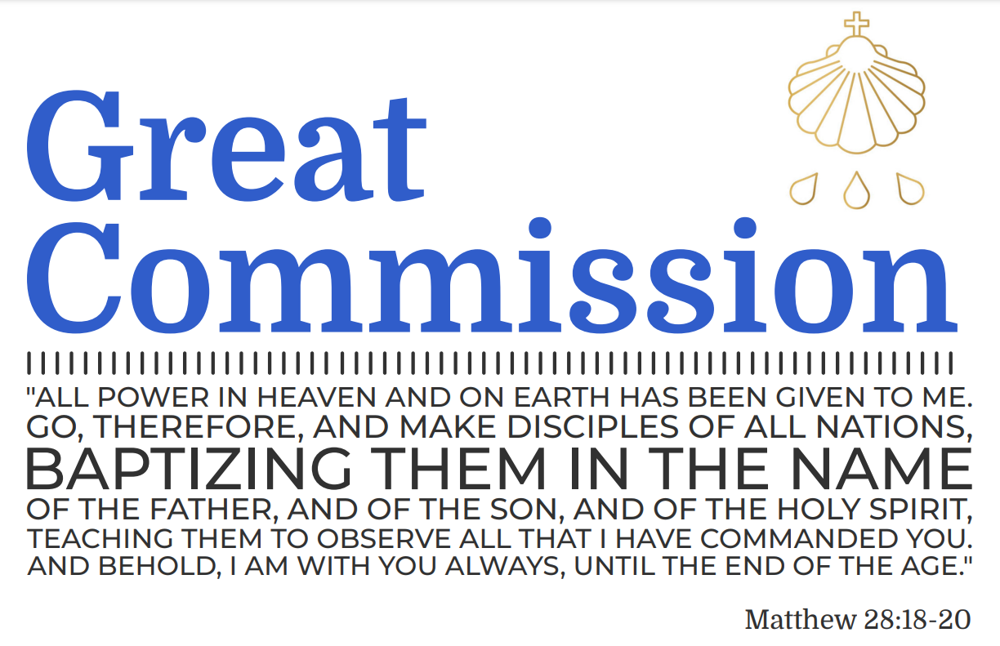 Great
Commission
"ALL POWER IN HEAVEN AND ON EARTH HAS BEEN GIVEN TO ME.
GO, THEREFORE, AND MAKE DISCIPLES OF ALL NATIONS,
BAPTIZING THEM IN THE NAME
OF THE FATHER, AND OF THE SON, AND OF THE HOLY SPIRIT,
TEACHING THEM TO OBSERVE ALL THAT I HAVE COMMANDED YOU.
AND BEHOLD, I AM WITH YOU ALWAYS, UNTIL THE END OF THE AGE."
Matthew 28:18-20